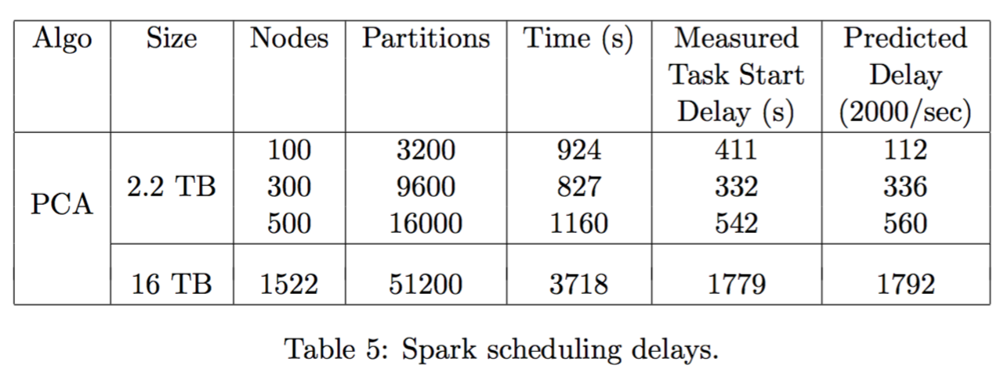 Algo Size Nodes Partitions Time (s) Measured Predicted
Task Start Delay
Delay (s) (2000/sec)
100 3200 924 411 112
PCA 2.2 TB 300 9600 827 332 336
500 16000 1160 542 560
16 TB 1522 51200 3718 1779 1792
Table 5: Spark scheduling delays.